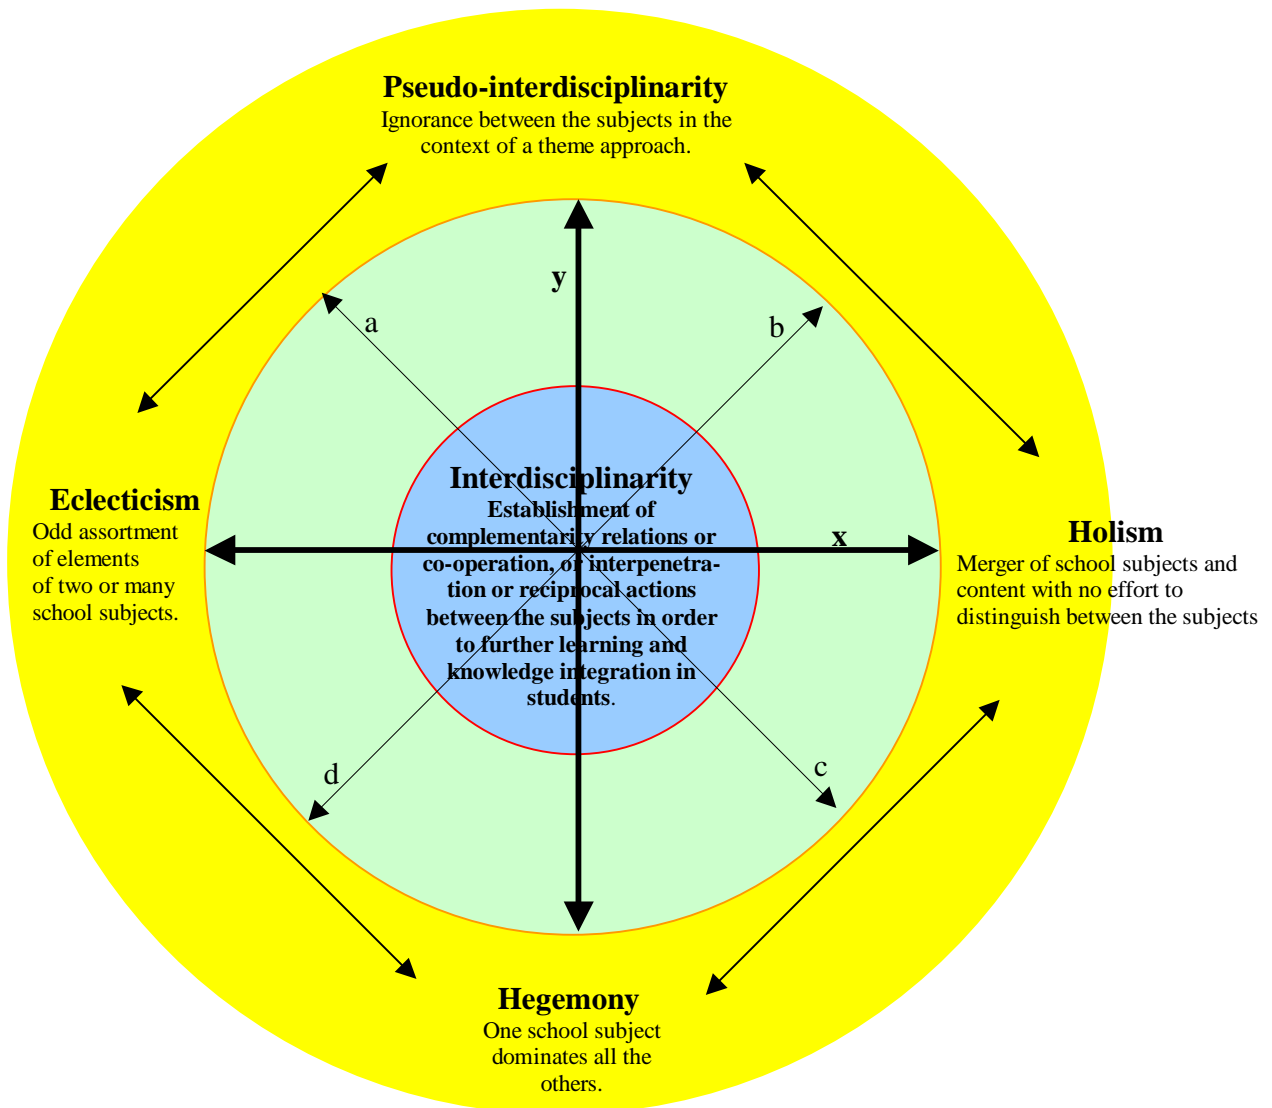 Pseudo-interdisciplinarity
Ignorance between the subjects in the
context of a theme approach.
y
a
b
Interdisciplinarity
Establishment of
complementarity relations or
co-operation, or interpenetra-
tion or reciprocal actions
between the subjects in order
to further learning and
knowledge integration in
students.
Eclecticism
Odd assortment
of elements
of two or many
school subjects.
x
Holism
Merger of school subjects and
content with no effort to
distinguish between the subjects
d
c
Hegemony
One school subject
dominates all the
others.